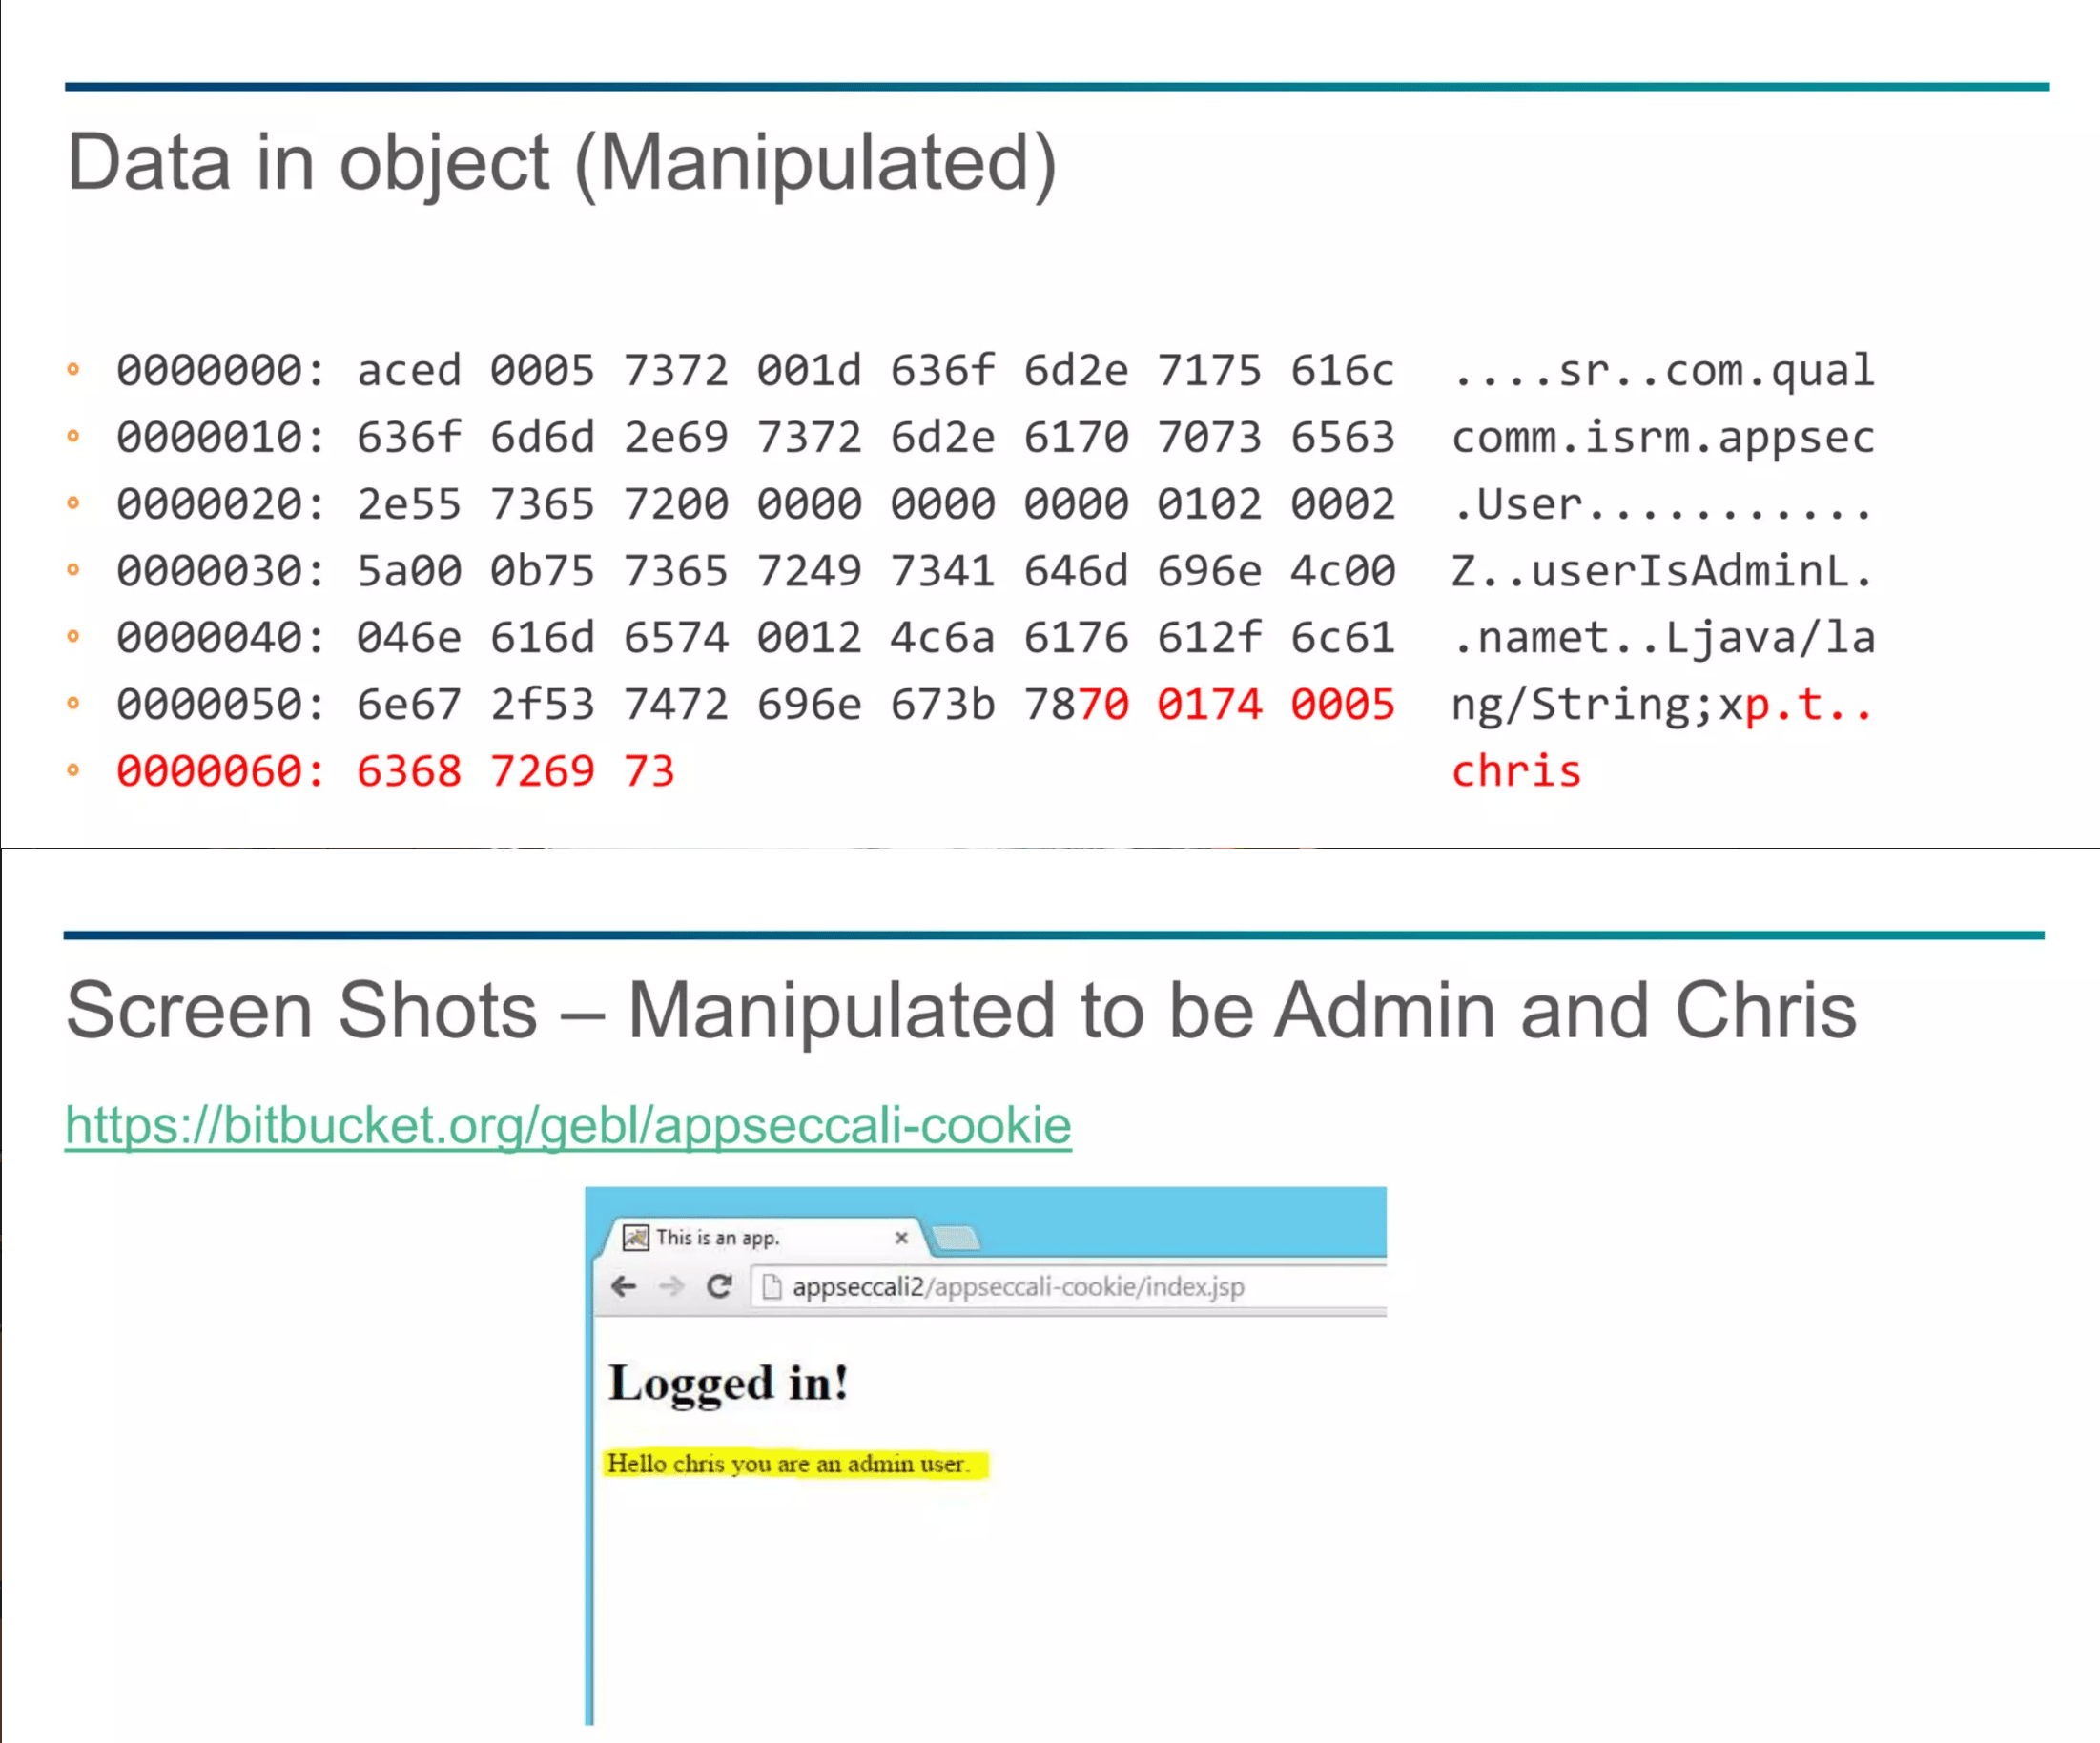 Data in object (Manipulated)
0000000: aced 0005 7372 001d 636f 6d2e 7175 616c ....sr..com.qual
0000010: 636f 6d6d 2e69 7372 6d2e 6170 7073 6563 comm.isrm.appsec
0000020: 2e55 7365 7200 0000 0000 0000 0102 0002 .User...........
0000030: 5a00 0b75 7365 7249 7341 646d 696e 4c00 Z..userIsAdminL.
0000040: 046e 616d 6574 0012 4c6a 6176 612f 6c61 .namet..Ljava/la
0000050: 6e67 2f53 7472 696e 673b 7870 0174 0005 ng/String;xp.t..
0000060: 6368 7269 73 chris
Screen Shots – Manipulated to be Admin and Chris
https://bitbucket.org/gebl/appseccali-cookie
This is an app.
appseccali2/appseccali-cookie/index.jsp
Logged in!
Hello chris you are an admin user.